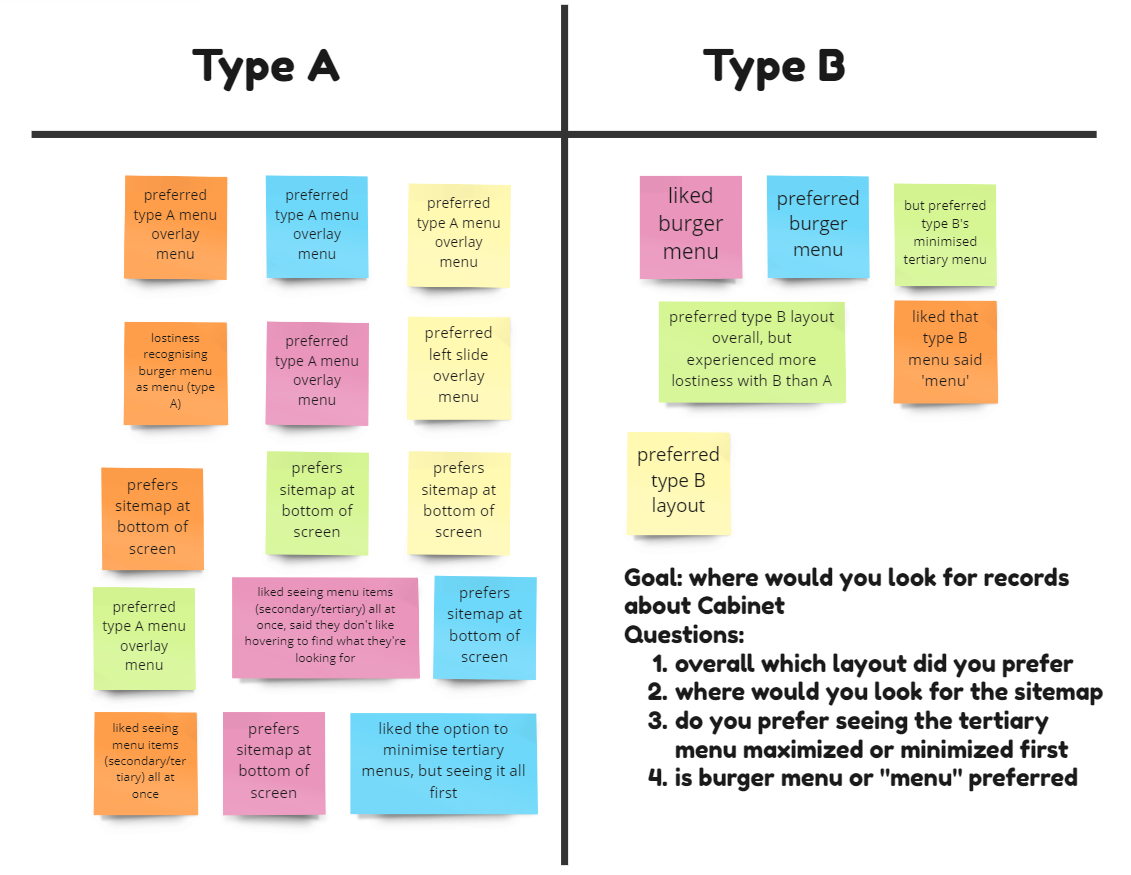 Type A
preferred
type A menu
overlay
menu
preferred
type A menu
overlay
menu
preferred
type A menu
overlay
menu
lostiness
recognising
burger menu
as menu (type
A)
preferred
type A menu
overlay
menu
preferred
left slide
overlay
menu
prefers
sitemap at
bottom of
screen
prefers
sitemap at
bottom of
screen
prefers
sitemap at
bottom of
screen
preferred
type A menu
overlay
menu
liked seeing menu items
(secondary/tertiary) all at
once, said they don't like
hovering to find what they're
looking for
prefers
sitemap at
bottom of
screen
liked seeing
menu items
(secondary/ter
tiary) all at
once
prefers
sitemap at
bottom of
screen
liked the option to
minimise tertiary
menus, but seeing it all
first
Type B
liked
burger
menu
preferred
burger
menu
but preferred
type B's
minimised
tertiary menu
preferred type B layout
overall, but
experienced more
lostiness with B than A
liked that
type B
menu said
'menu'
preferred
type B
layout
Goal: where would you look for records
about Cabinet
Questions:
1. overall which layout did you prefer
2. where would you look for the sitemap
3. do you prefer seeing the tertiary
menu maximized or minimized first
4. is burger menu or "menu" preferred